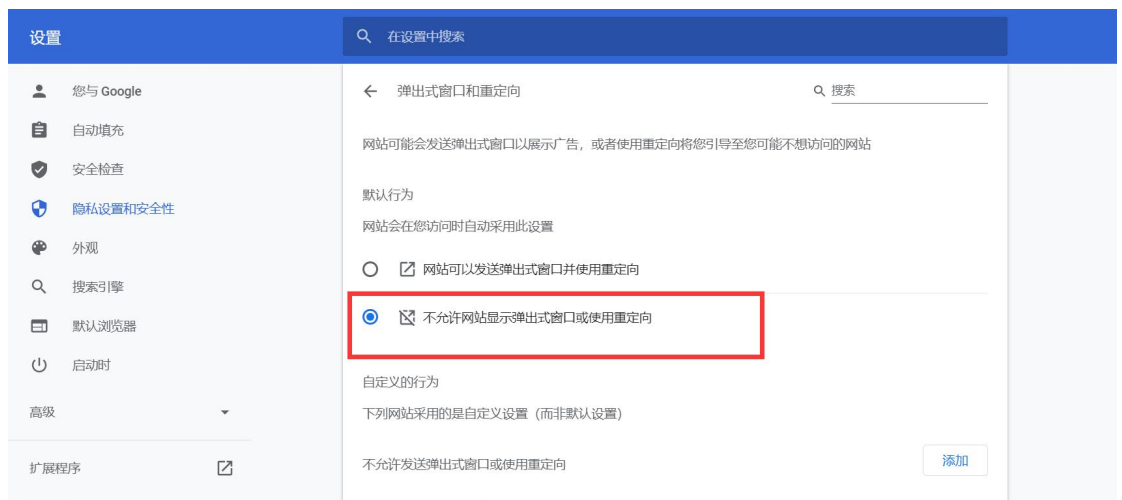 设置
在设置中搜索
您与 Google
自动填充
安全检查
隐私设置和安全性
外观
搜索引擎
默认浏览器
启动时
高级
扩展程序
弹出式窗口和重定向
搜索
网站可能会发送弹出式窗口以展示广告，或者使用重定向将您引导至您可能不想访问的网站
默认行为
网站会在您访问时自动采用此设置
网站可以发送弹出式窗口并使用重定向
不允许网站显示弹出式窗口或使用重定向
自定义的行为
下列网站采用的是自定义设置（而非默认设置）
不允许发送弹出式窗口或使用重定向
添加